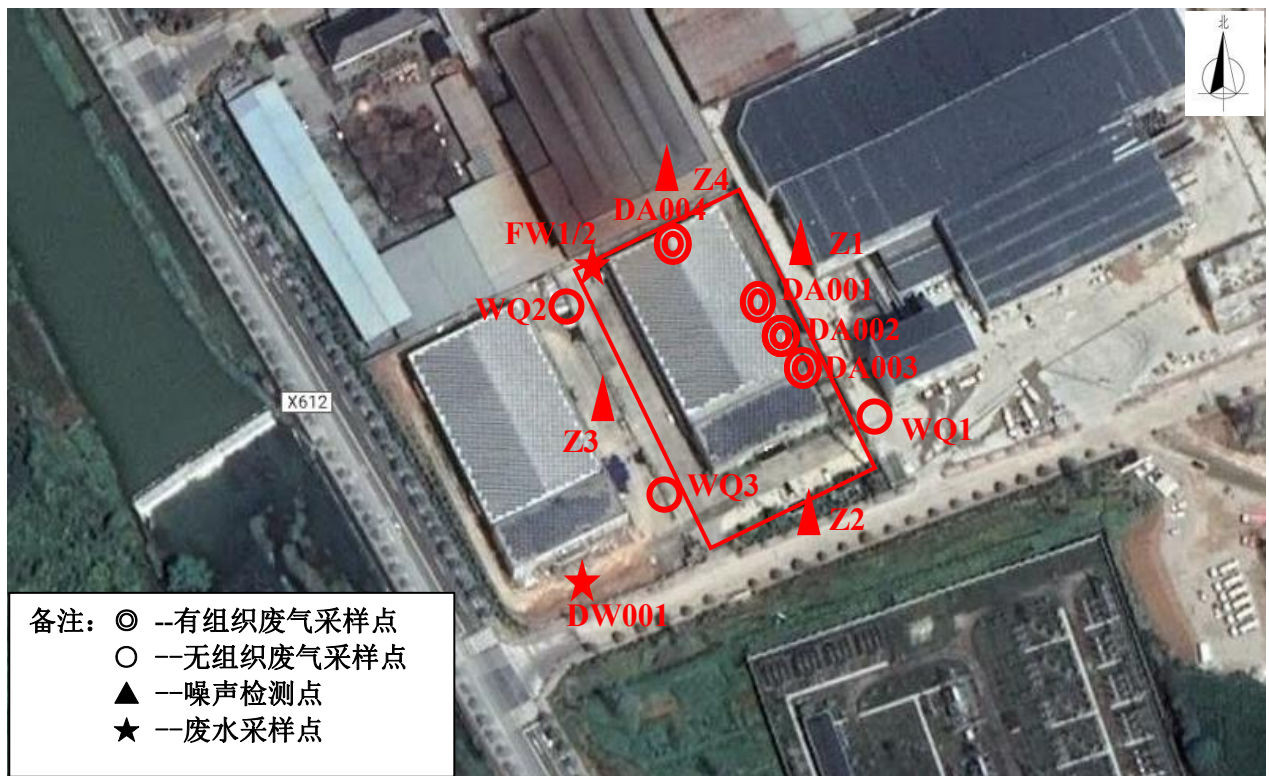 北
Z4
DA004
FW1/2
Z1
DA001
WQ2
DA002
DA003
X612
WQ1
Z3
WQ3
Z2
DW001
备注：◎ --有组织废气采样点
○ --无组织废气采样点
▲ --噪声检测点
★ --废水采样点